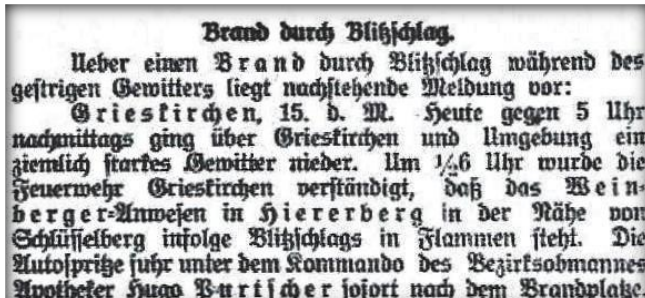 Brand durch Blitzschlag.
Ueber einen Brand durch Blitzschlag während des
gestrigen Gewitters liegt nachstehende Meldung vor:
Grieskirchen, 15. d. M. Heute gegen 5 Uhr
nachmittags ging über Grieskirchen und Umgebung ein
ziemlich starkes Gewitter nieder. Um ½6 Uhr wurde die
Feuerwehr Grieskirchen verständigt, daß das Wein-
berger-Anwesen in Hiererberg in der Nähe von
Schlüsselberg infolge Blitzschlags in Flammen steht. Die
Autospritze fuhr unter dem Kommando des Bezirksobmannes
Apotheker Hugo Purtscher sofort nach dem Brandplatze.